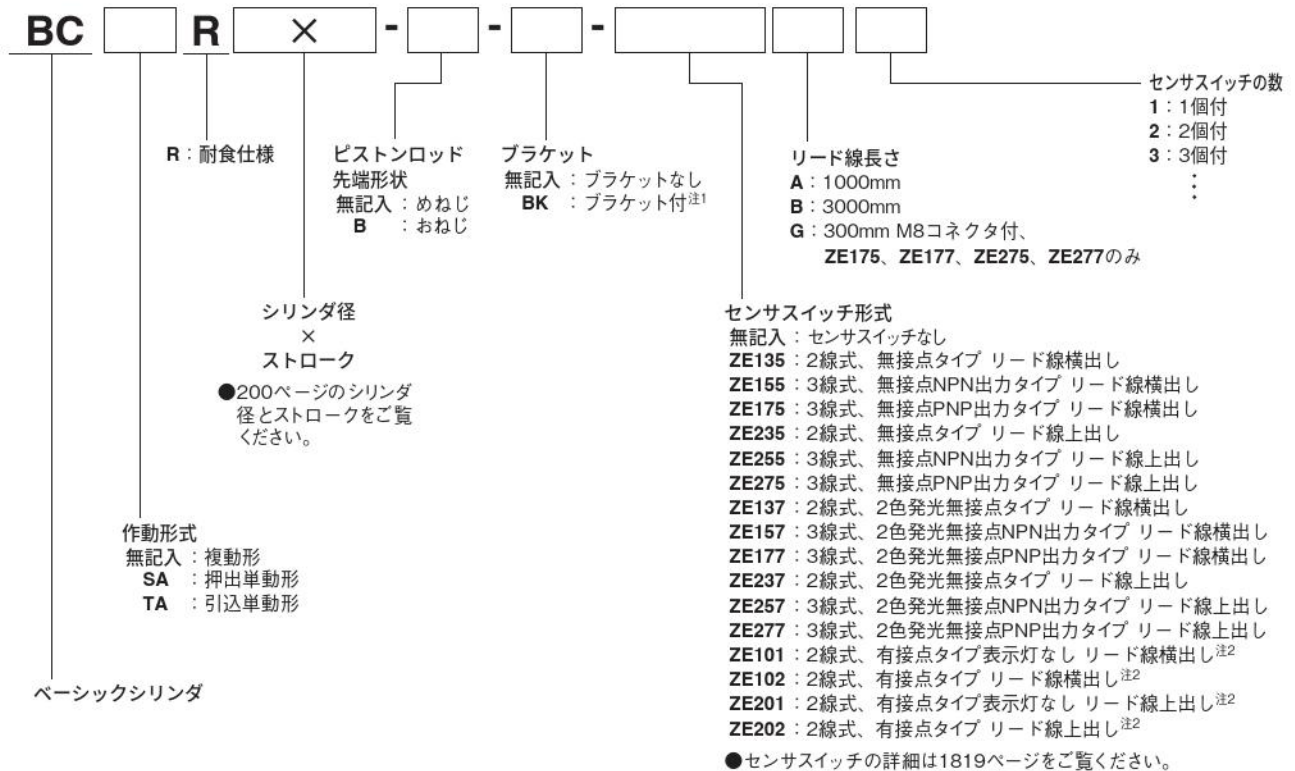 BC R × - - -
センサスイッチの数
1：1個付
2：2個付
3：3個付
⋮
R：耐食仕様
ピストンロッド
先端形状
無記入：めねじ
B：おねじ
ブラケット
無記入：ブラケットなし
BK：ブラケット付注1
リード線長さ
A：1000mm
B：3000mm
G：300mm M8コネクタ付、
ZE175、ZE177、ZE275、ZE277のみ
シリンダ径
×
ストローク
●200ページのシリンダ
径とストロークをご覧
ください。
センサスイッチ形式
無記入：センサスイッチなし
ZE135：2線式、無接点タイプ リード線横出し
ZE155：3線式、無接点NPN出力タイプ リード線横出し
ZE175：3線式、無接点PNP出力タイプ リード線横出し
ZE235：2線式、無接点タイプ リード線上出し
ZE255：3線式、無接点NPN出力タイプ リード線上出し
ZE275：3線式、無接点PNP出力タイプ リード線上出し
ZE137：2線式、2色発光無接点タイプ リード線横出し
ZE157：3線式、2色発光無接点NPN出力タイプ リード線横出し
ZE177：3線式、2色発光無接点PNP出力タイプ リード線横出し
ZE237：2線式、2色発光無接点タイプ リード線上出し
ZE257：3線式、2色発光無接点NPN出力タイプ リード線上出し
ZE277：3線式、2色発光無接点PNP出力タイプ リード線上出し
ZE101：2線式、有接点タイプ表示灯なし リード線横出し注2
ZE102：2線式、有接点タイプ リード線横出し注2
ZE201：2線式、有接点タイプ表示灯なし リード線上出し注2
ZE202：2線式、有接点タイプ リード線上出し注2
●センサスイッチの詳細は1819ページをご覧ください。
作動形式
無記入：複動形
SA：押出単動形
TA：引込単動形
ベーシックシリンダ